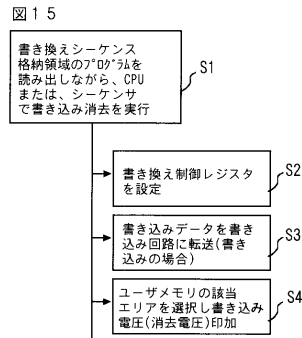 図15
書き換えシーケンス
格納領域のプログラムを
読み出しながら、CPU
または、シーケンサ
で書き込み消去を実行
S1
書き換え制御レジスタ
を設定
S2
書き込みデータを書き
込み回路に転送(書き
込みの場合)
S3
ユーザメモリの該当
エリアを選択し書き込み
電圧(消去電圧)印加
S4